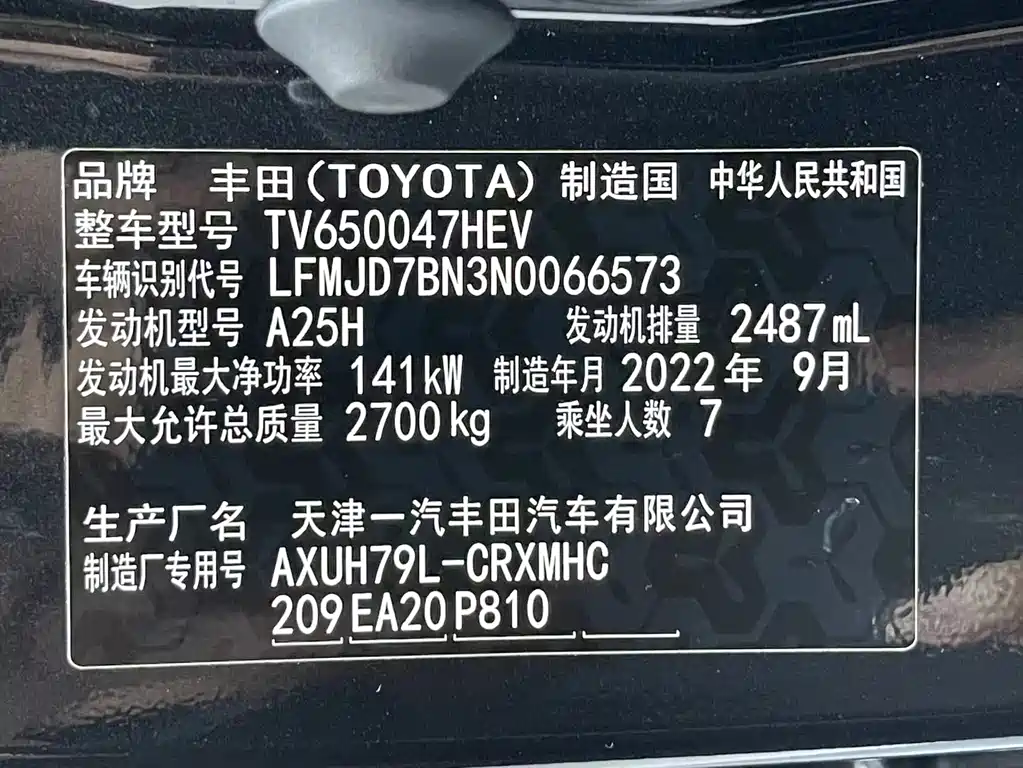 品牌 丰田(TOYOTA) 制造国 中华人民共和国
整车型号 TV650047HEV
车辆识别代号 LFMJD7BN3N0066573
发动机型号 A25H 发动机排量 2487mL
发动机最大净功率 141kW 制造年月 2022年 9月
最大允许总质量 2700kg 乘坐人数 7
生产厂名 天津一汽丰田汽车有限公司
制造厂专用号 AXUH79L-CRXMHC
209 EA20 P810